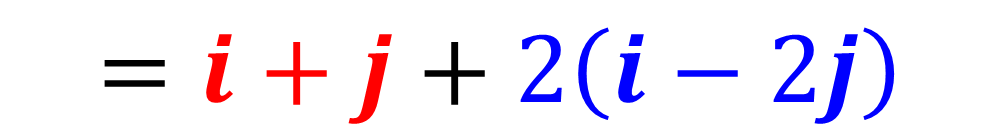 = i + j + 2(i − 2j)